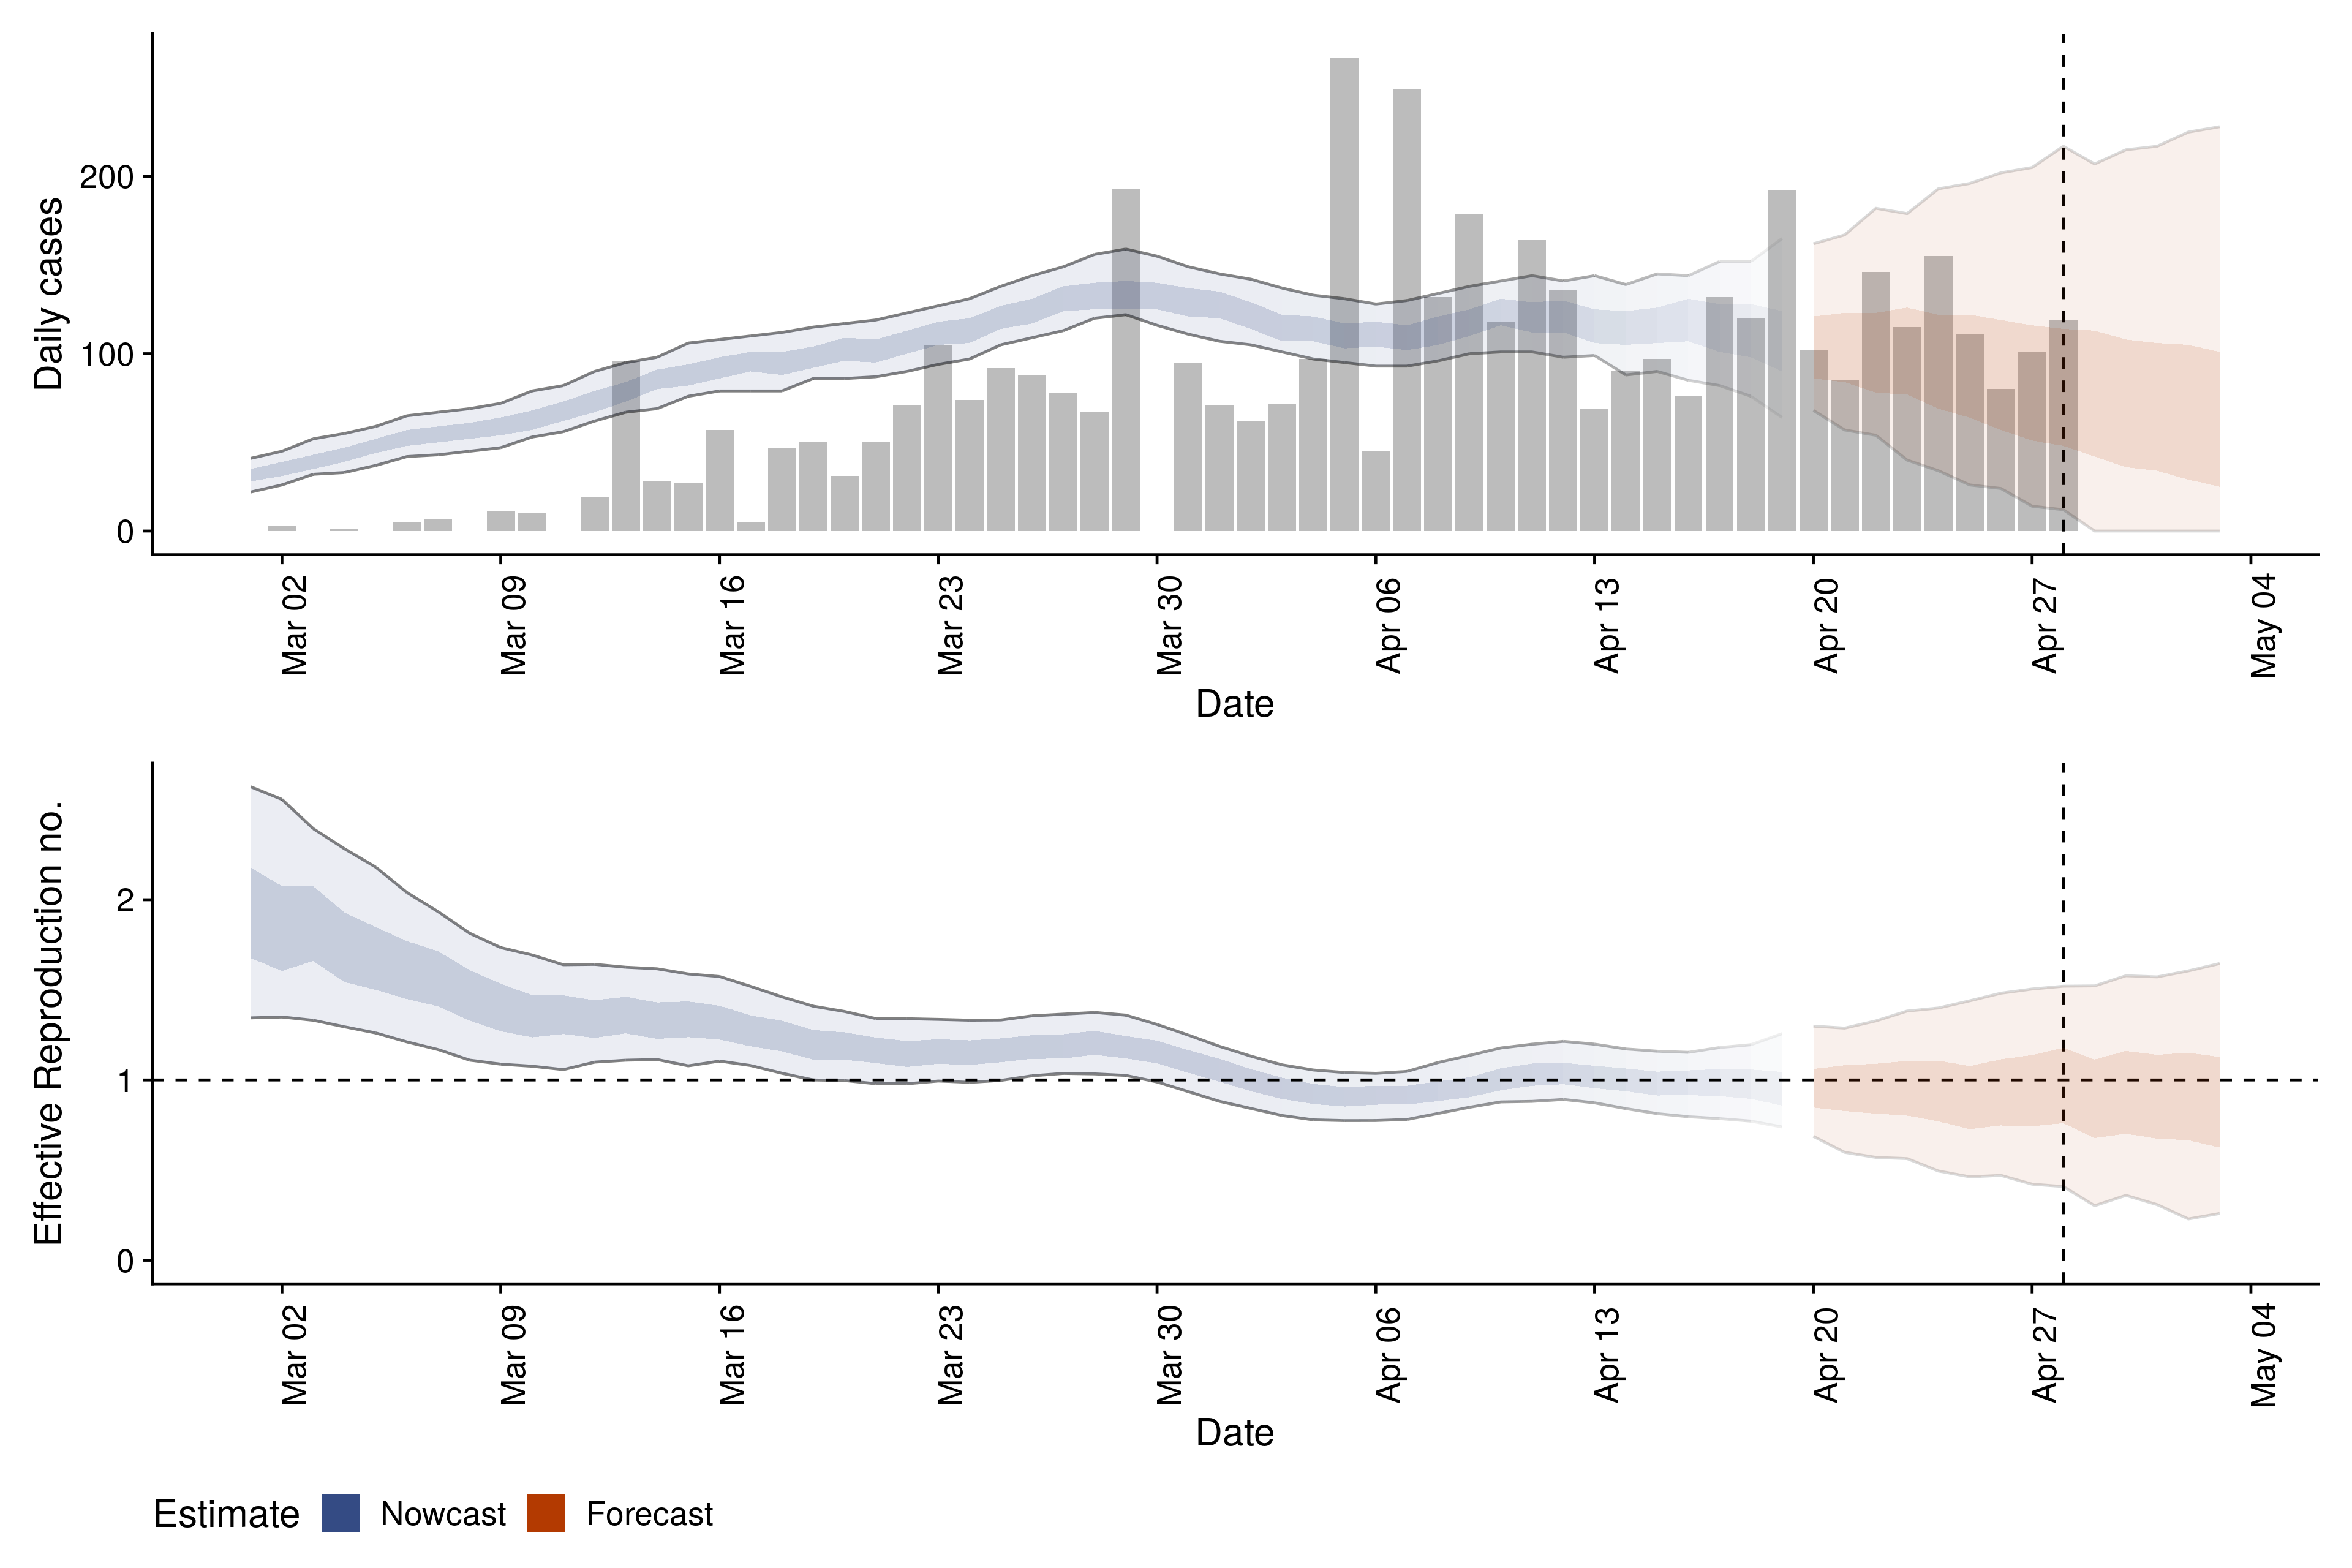 Daily cases
200
100
0
Mar 02
Mar 09
Mar 16
Mar 23
Mar 30
Apr 06
Apr 13
Apr 20
Apr 27
May 04
Date
Effective Reproduction no.
2
1
0
Mar 02
Mar 09
Mar 16
Mar 23
Mar 30
Apr 06
Apr 13
Apr 20
Apr 27
May 04
Date
Estimate Nowcast Forecast